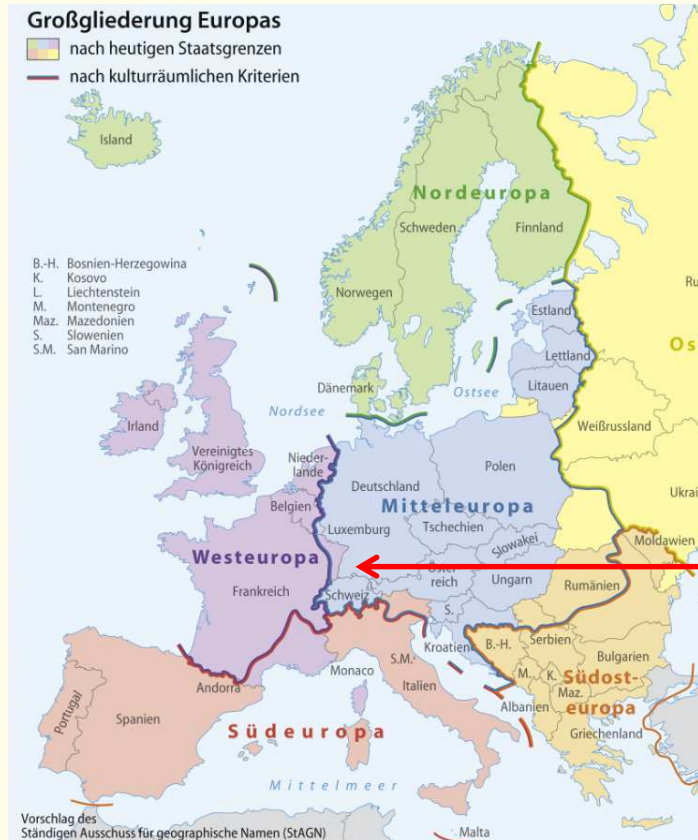 Großgliederung Europas
nach heutigen Staatsgrenzen
nach kulturräumlichen Kriterien
Island
Nordeuropa
Schweden
Finnland
Norwegen
B.-H. Bosnien-Herzegowina
K. Kosovo
L. Liechtenstein
M. Montenegro
Maz. Mazedonien
S. Slowenien
S.M. San Marino
Ru
Estland
Lettland
Litauen
Os
Dänemark
Ostsee
Nordsee
Weißrussland
Irland
Vereinigtes
Königreich
Nieder-
lande
Belgien
Deutschland
Polen
Mitteleuropa
Ukrai
Luxemburg
Tschechien
Slowakei
Moldawien
Westeuropa
Frankreich
Schweiz
L.
Öster-
reich
Ungarn
Rumänien
S.
Kroatien
B.-H.
Serbien
Bulgarien
S.M.
Monaco
Andorra
Italien
M.
K.
Maz.
Albanien
Südost-
europa
Griechenland
Portugal
Spanien
Südeuropa
Mittelmeer
Malta
Vorschlag des
Ständigen Ausschuss für geographische Namen (StAGN)